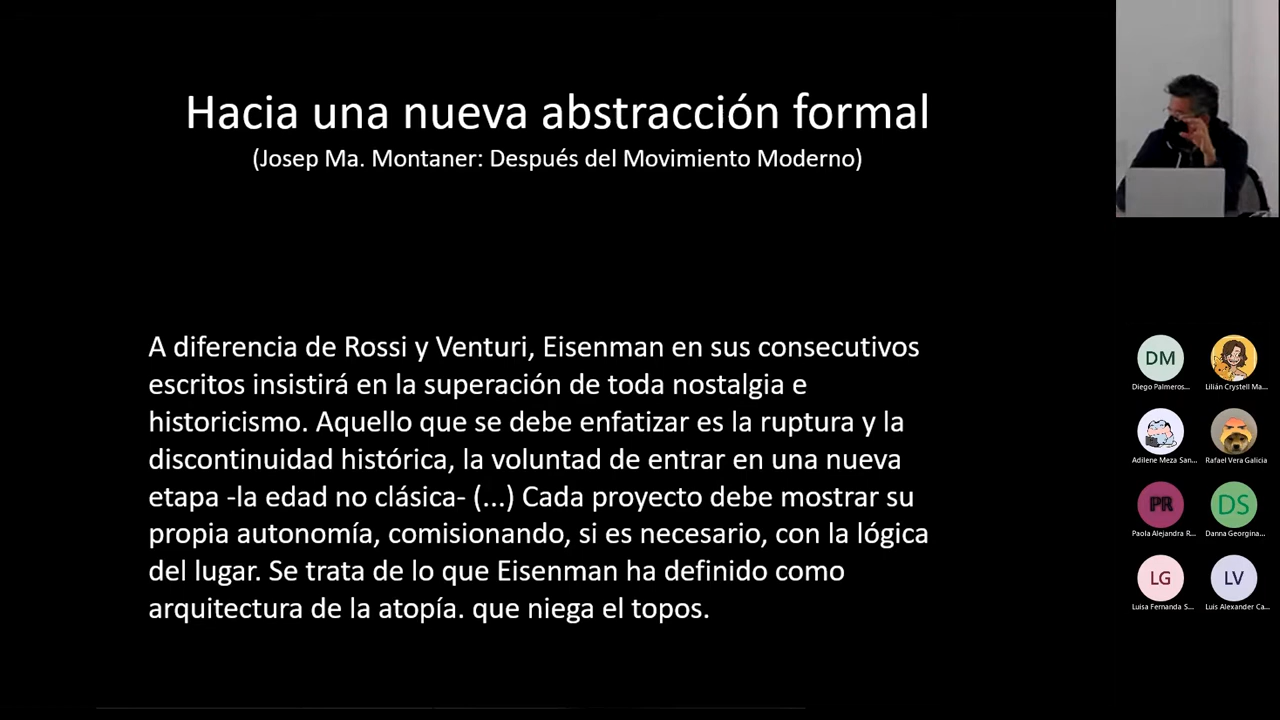 Hacia una nueva abstracción formal
(Josep Ma. Montaner: Después del Movimiento Moderno)
A diferencia de Rossi y Venturi, Eisenman en sus consecutivos
escritos insistirá en la superación de toda nostalgia e
historicismo. Aquello que se debe enfatizar es la ruptura y la
discontinuidad histórica, la voluntad de entrar en una nueva
etapa -la edad no clásica- (...) Cada proyecto debe mostrar su
propia autonomía, comisionando, si es necesario, con la lógica
del lugar. Se trata de lo que Eisenman ha definido como
arquitectura de la atopía. que niega el topos.
DM
Diego Palmeros...
Lilián Crystell Ma...
Adilene Meza San...
Rafael Vera Galicia
PR
Paola Alejandra R...
DS
Danna Georgina...
LG
Luisa Fernanda S...
LV
Luis Alexander Ca...